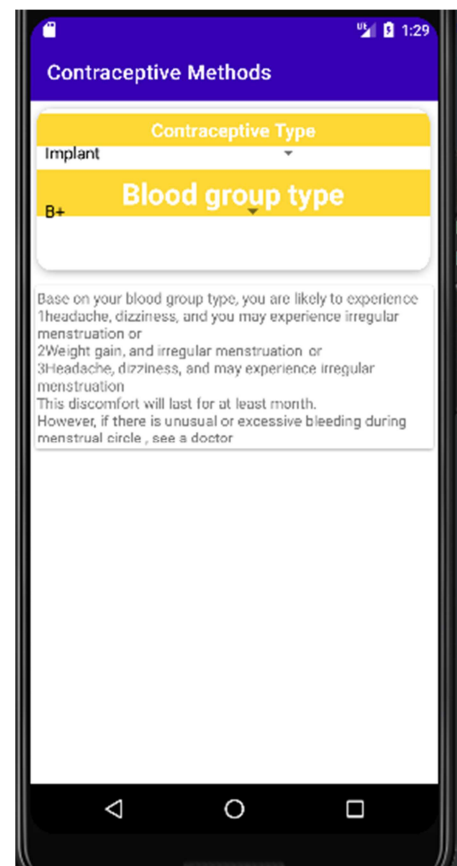 1:29
Contraceptive Methods
Contraceptive Type
Implant
Blood group type
B+
Base on your blood group type, you are likely to experience
1headache, dizziness, and you may experience irregular
menstruation or
2Weight gain, and irregular menstruation or
3Headache, dizziness, and may experience irregular
menstruation
This discomfort will last for at least month.
However, if there is unusual or excessive bleeding during
menstrual circle , see a doctor